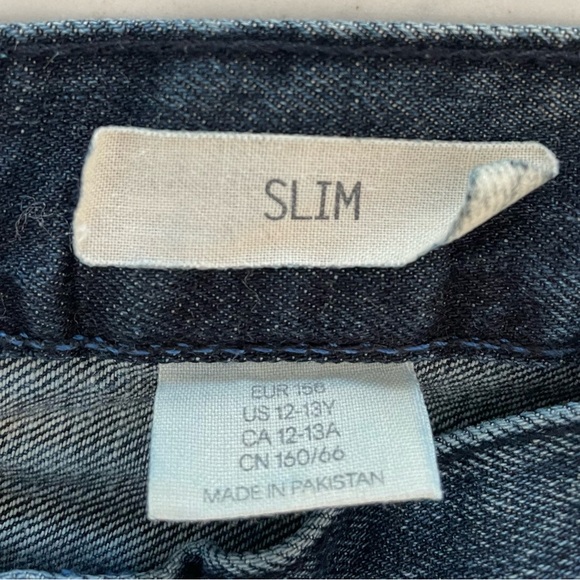 SLIM
EUR 158
US 12-13Y
CA 12-13A
CN 160/66
MADE IN PAKISTAN